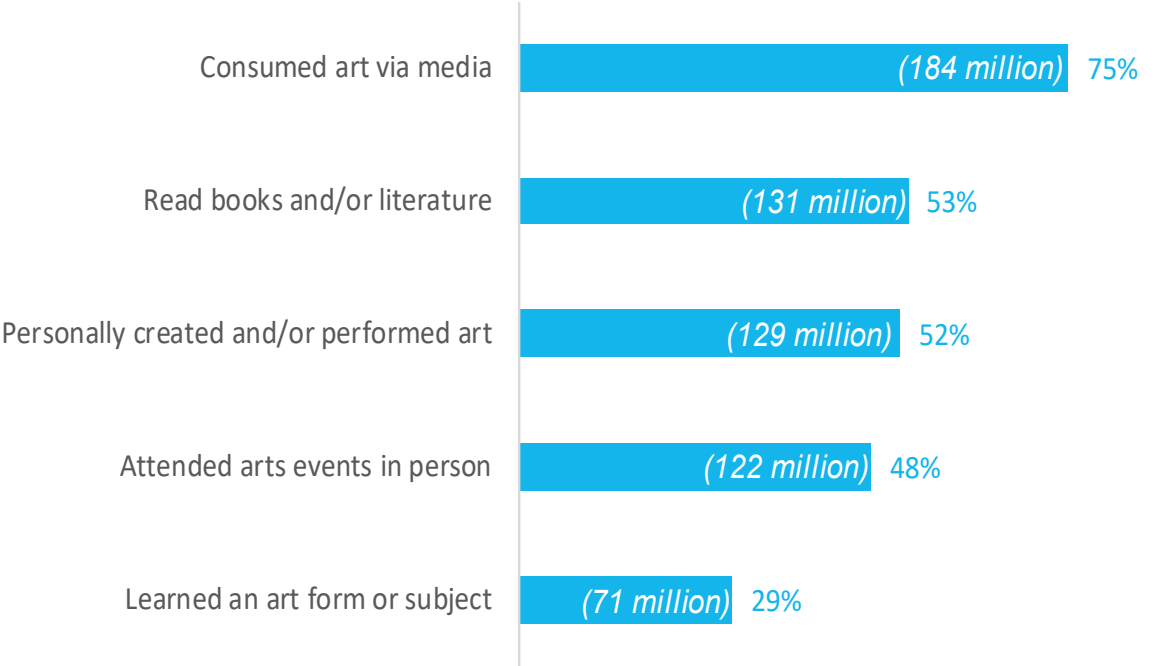 Consumed art via media (184 million) 75%
Read books and/or literature (131 million) 53%
Personally created and/or performed art (129 million) 52%
Attended arts events in person (122 million) 48%
Learned an art form or subject (71 million) 29%